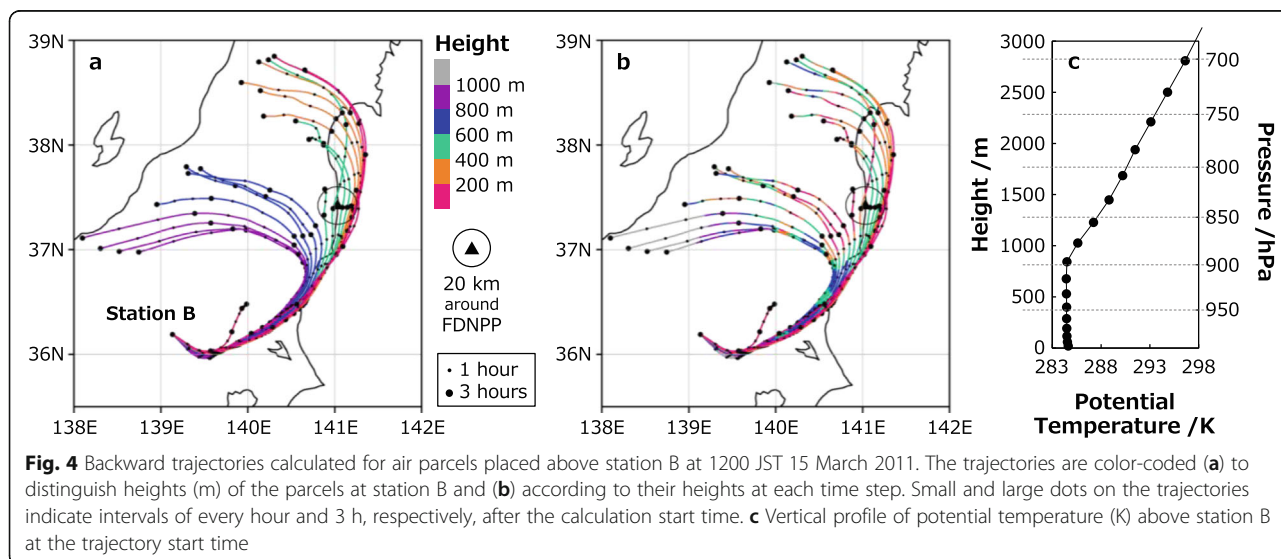 39N
38N
37N
36N
138E 139E 140E 141E 142E
a
Station B
Height
1000 m
800 m
600 m
400 m
200 m
20 km
around
FDNPP
1 hour
3 hours
39N
38N
37N
36N
138E 139E 140E 141E 142E
b
c
Height /m
3000
2500
2000
1500
1000
500
0
283 288 293 298
Potential
Temperature /K
700
750
800
850
900
950
Pressure /hPa
Fig. 4 Backward trajectories calculated for air parcels placed above station B at 1200 JST 15 March 2011. The trajectories are color-coded (a) to
distinguish heights (m) of the parcels at station B and (b) according to their heights at each time step. Small and large dots on the trajectories
indicate intervals of every hour and 3 h, respectively, after the calculation start time. c Vertical profile of potential temperature (K) above station B
at the trajectory start time